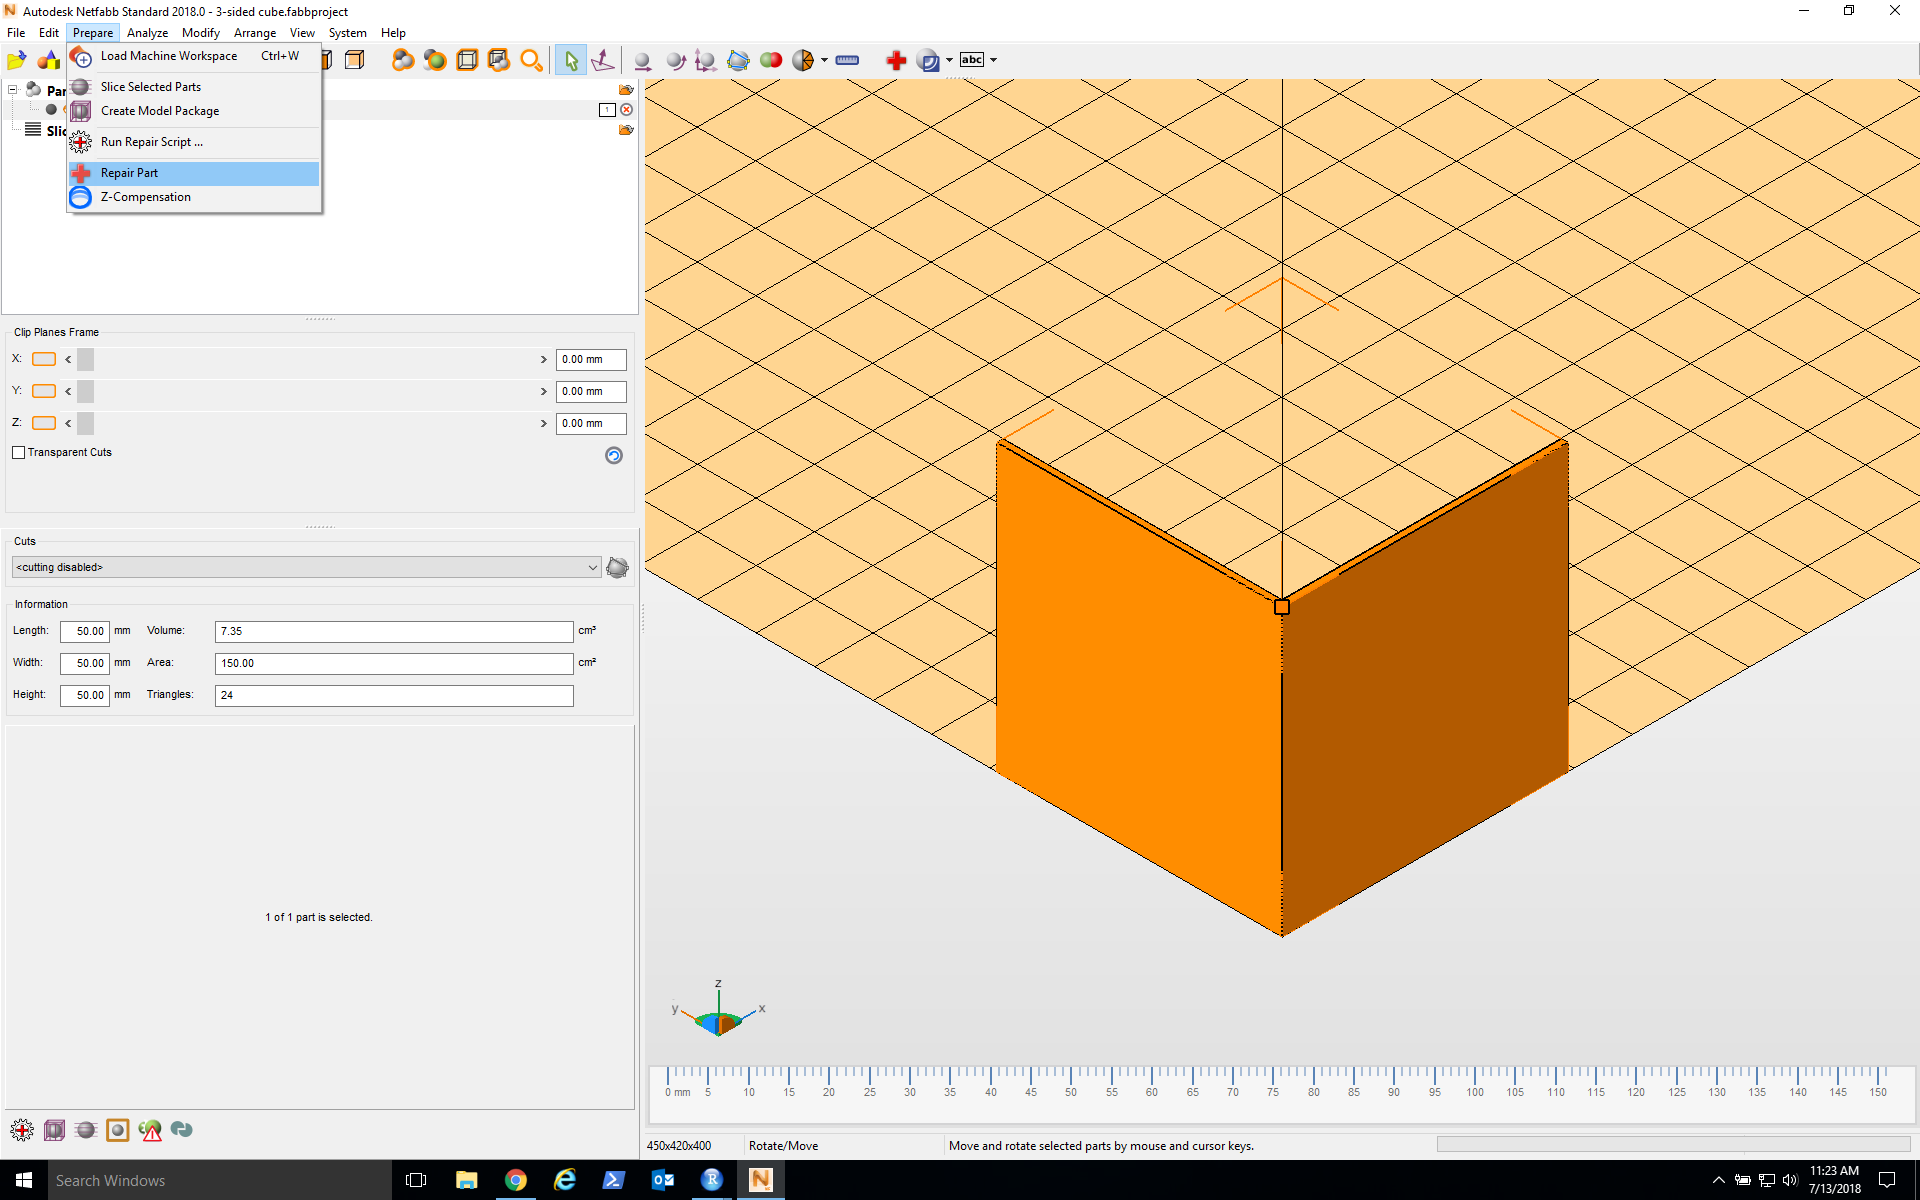 Autodesk Netfabb Standard 2018.0 - 3-sided cube.fabbproject
File Edit Prepare Analyze Modify Arrange View System Help
Load Machine Workspace Ctrl+W
Slice Selected Parts
Create Model Package
Run Repair Script ...
Repair Part
Z-Compensation
abc
Par
1
Slic
Clip Planes Frame
X: < > 0.00 mm
Y: < > 0.00 mm
Z: < > 0.00 mm
Transparent Cuts
Cuts
<cutting disabled>
Information
Length: 50.00 mm Volume: 7.35 cm³
Width: 50.00 mm Area: 150.00 cm²
Height: 50.00 mm Triangles: 24
1 of 1 part is selected.
z
y x
0 mm 5 10 15 20 25 30 35 40 45 50 55 60 65 70 75 80 85 90 95 100 105 110 115 120 125 130 135 140 145 150
450x420x400 Rotate/Move Move and rotate selected parts by mouse and cursor keys.
Search Windows
11:23 AM
7/13/2018